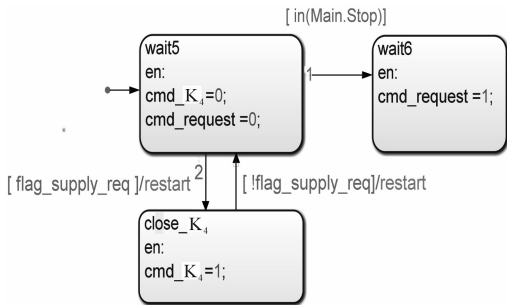 [ in(Main.Stop)]
wait5
en:
cmd_K₄=0;
cmd_request =0;
1
wait6
en:
cmd_request =1;
[ flag_supply_req ]/restart
2
[ !flag_supply_req]/restart
close_K₄
en:
cmd_K₄=1;